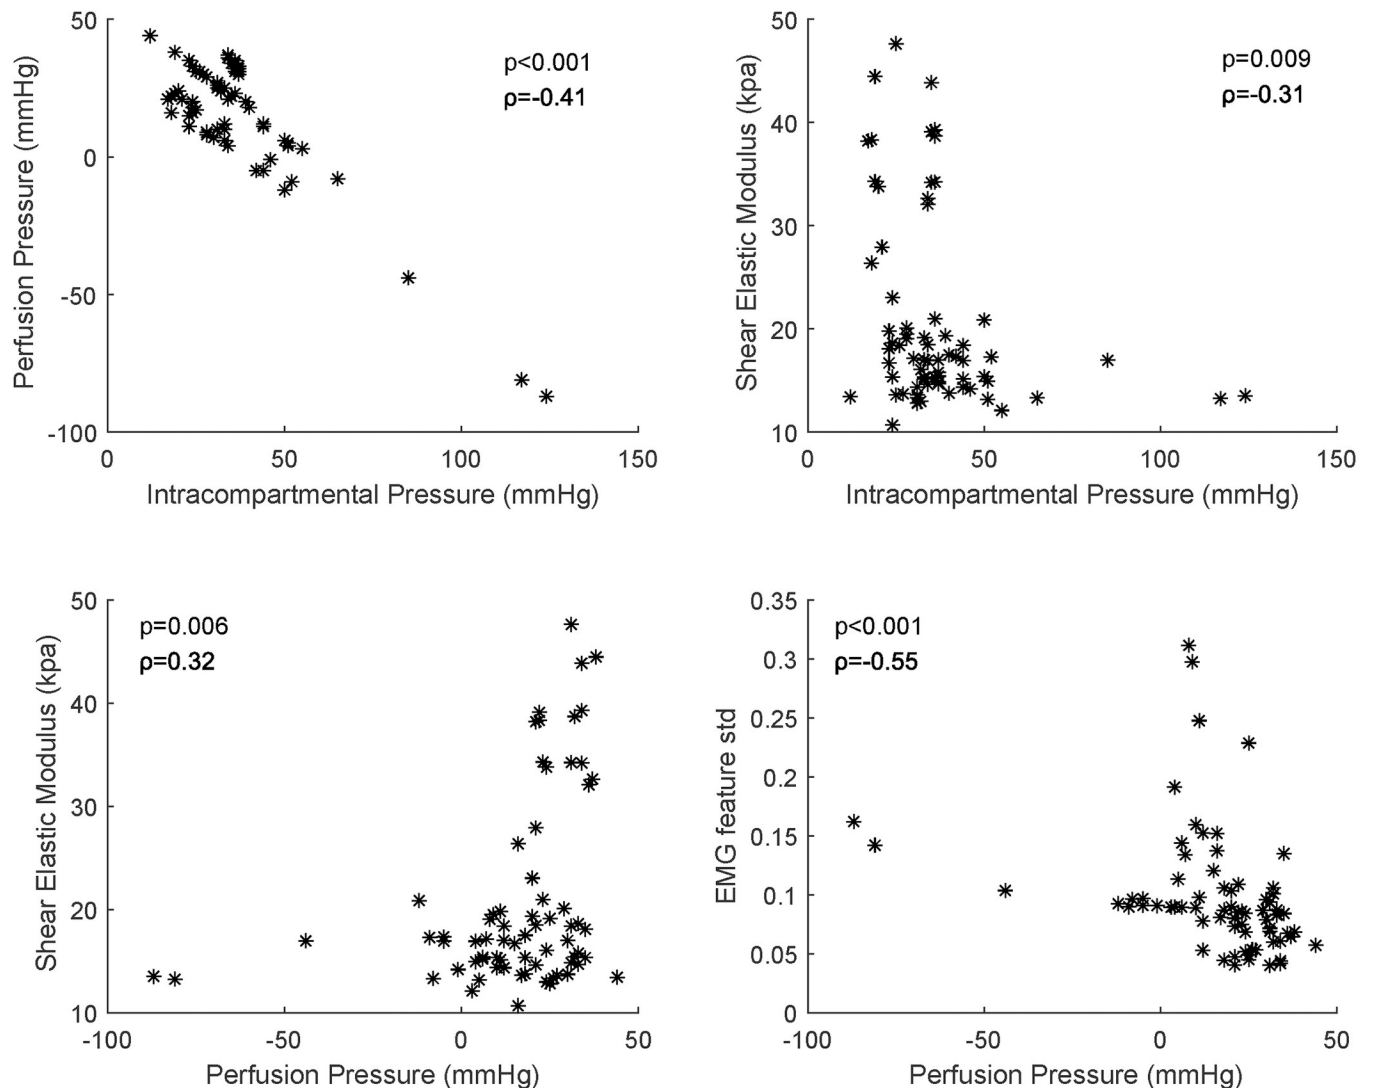 50
0
-50
-100
0 50 100 150
Perfusion Pressure (mmHg)
Intracompartmental Pressure (mmHg)
p<0.001
ρ=-0.41
50
40
30
20
10
0 50 100 150
Shear Elastic Modulus (kpa)
Intracompartmental Pressure (mmHg)
p=0.009
ρ=-0.31
50
40
30
20
10
-100 -50 0 50
Shear Elastic Modulus (kpa)
Perfusion Pressure (mmHg)
p=0.006
ρ=0.32
0.35
0.3
0.25
0.2
0.15
0.1
0.05
0
-100 -50 0 50
EMG feature std
Perfusion Pressure (mmHg)
p<0.001
ρ=-0.55